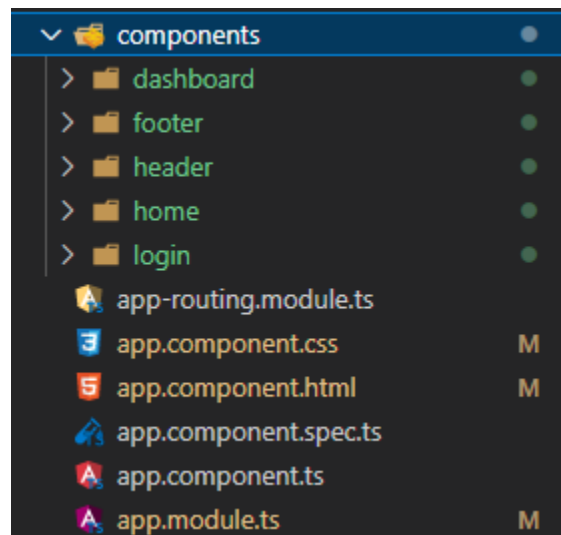 components
dashboard
footer
header
home
login
app-routing.module.ts
app.component.css M
app.component.html M
app.component.spec.ts
app.component.ts
app.module.ts M